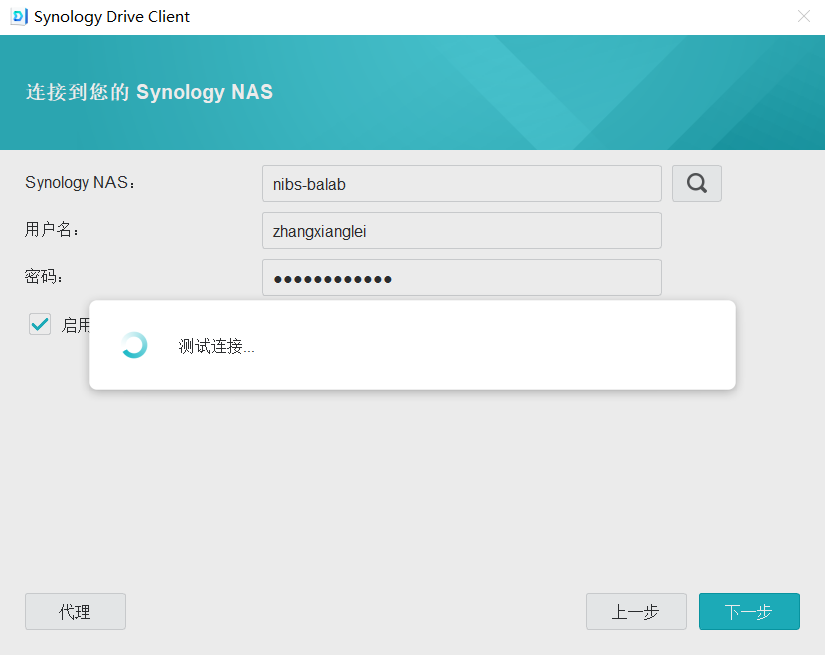 Synology Drive Client
连接到您的 Synology NAS
Synology NAS：
nibs-balab
用户名：
zhangxianglei
密码：
●●●●●●●●●●●●
启用
测试连接...
代理
上一步
下一步